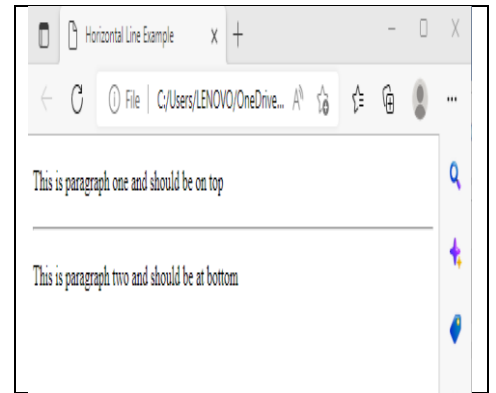 Horizontal Line Example
File | C:/Users/LENOVO/OneDrive...
This is paragraph one and should be on top
This is paragraph two and should be at bottom